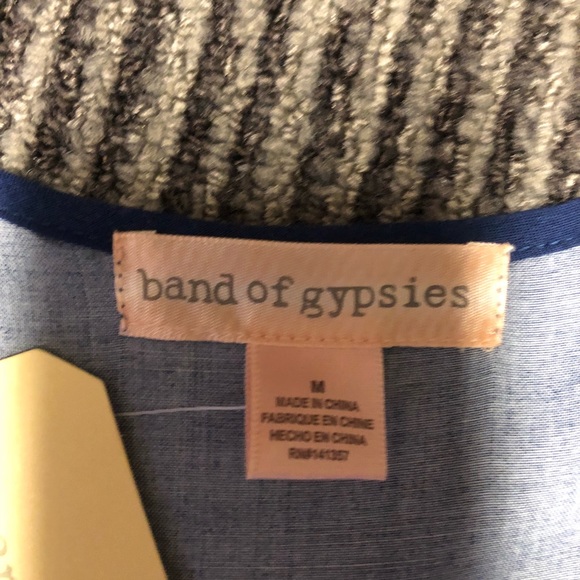 band of gypsies
M
MADE IN CHINA
FABRIQUE EN CHINE
HECHO EN CHINA
RN#141357